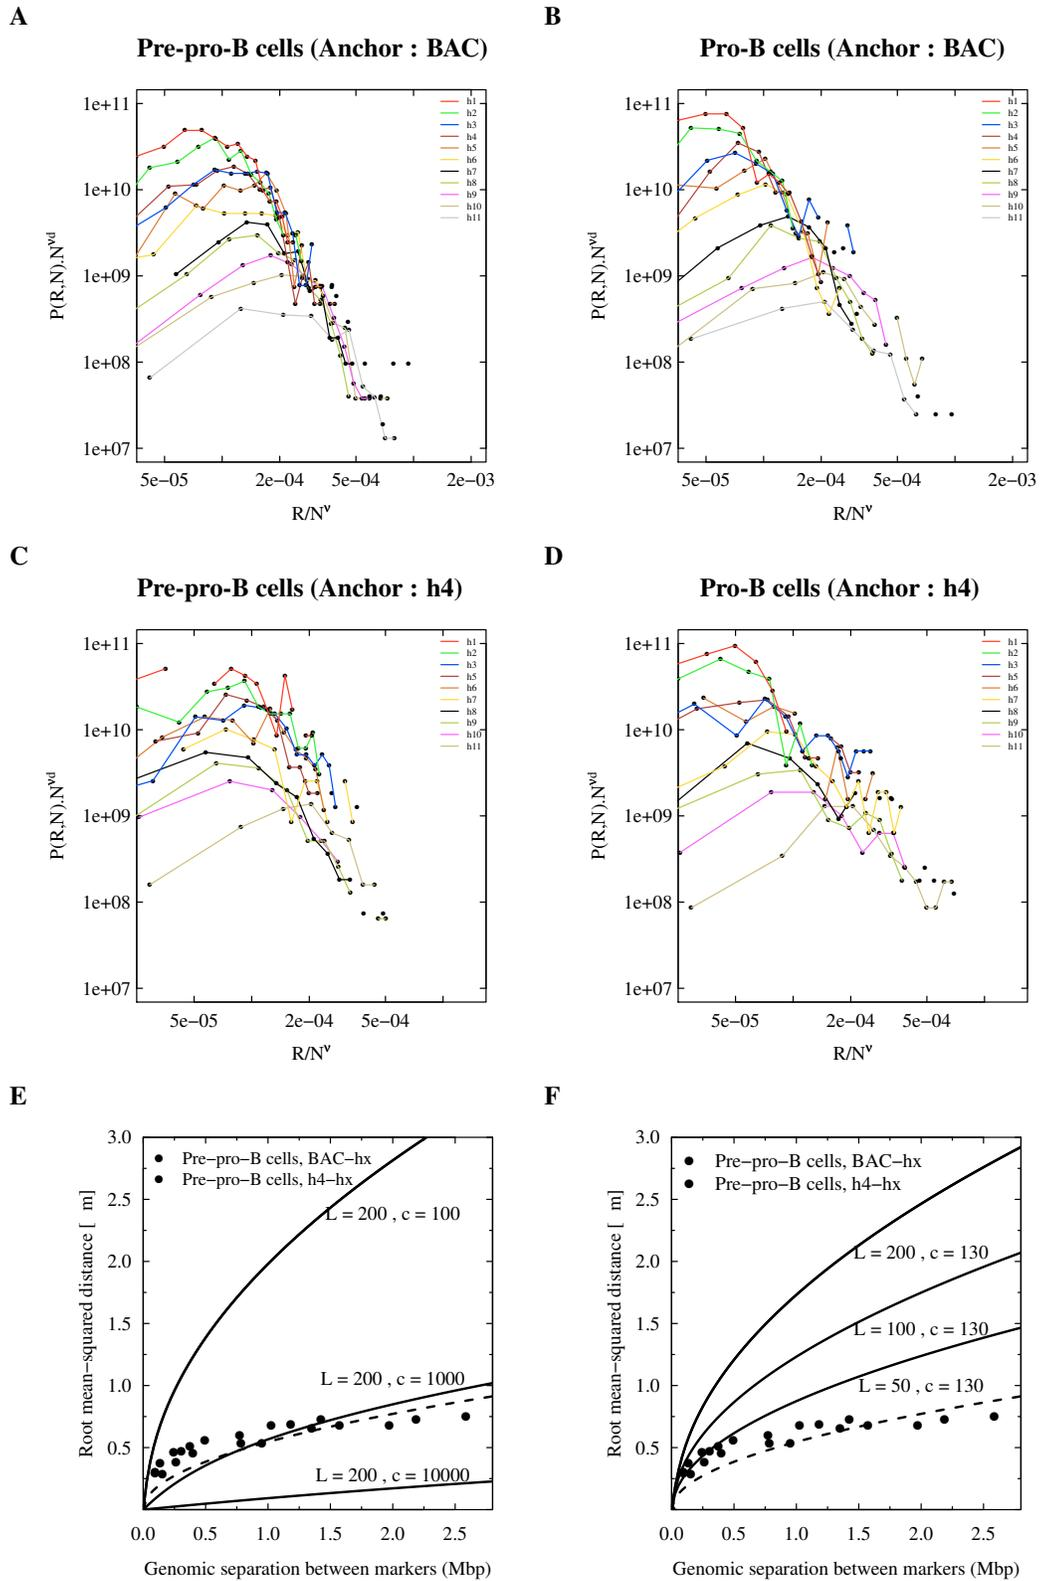 A
B
Pre-pro-B cells (Anchor : BAC)
Pro-B cells (Anchor : BAC)
P(R,N).N^νd
1e+11
1e+10
1e+09
1e+08
1e+07
h1
h2
h3
h4
h5
h6
h7
h8
h9
h10
h11
5e−05
2e−04
5e−04
2e−03
R/N^ν
P(R,N).N^νd
1e+11
1e+10
1e+09
1e+08
1e+07
h1
h2
h3
h4
h5
h6
h7
h8
h9
h10
h11
5e−05
2e−04
5e−04
2e−03
R/N^ν
C
D
Pre-pro-B cells (Anchor : h4)
Pro-B cells (Anchor : h4)
P(R,N).N^νd
1e+11
1e+10
1e+09
1e+08
1e+07
h1
h2
h3
h5
h6
h7
h8
h9
h10
h11
5e−05
2e−04
5e−04
R/N^ν
P(R,N).N^νd
1e+11
1e+10
1e+09
1e+08
1e+07
h1
h2
h3
h5
h6
h7
h8
h9
h10
h11
5e−05
2e−04
5e−04
R/N^ν
E
F
Root mean−squared distance [ m]
3.0
2.5
2.0
1.5
1.0
0.5
Pre−pro−B cells, BAC−hx
Pre−pro−B cells, h4−hx
L = 200 , c = 100
L = 200 , c = 1000
L = 200 , c = 10000
0.0
0.5
1.0
1.5
2.0
2.5
Genomic separation between markers (Mbp)
Root mean−squared distance [ m]
3.0
2.5
2.0
1.5
1.0
0.5
Pre−pro−B cells, BAC−hx
Pre−pro−B cells, h4−hx
L = 200 , c = 130
L = 100 , c = 130
L = 50 , c = 130
0.0
0.5
1.0
1.5
2.0
2.5
Genomic separation between markers (Mbp)